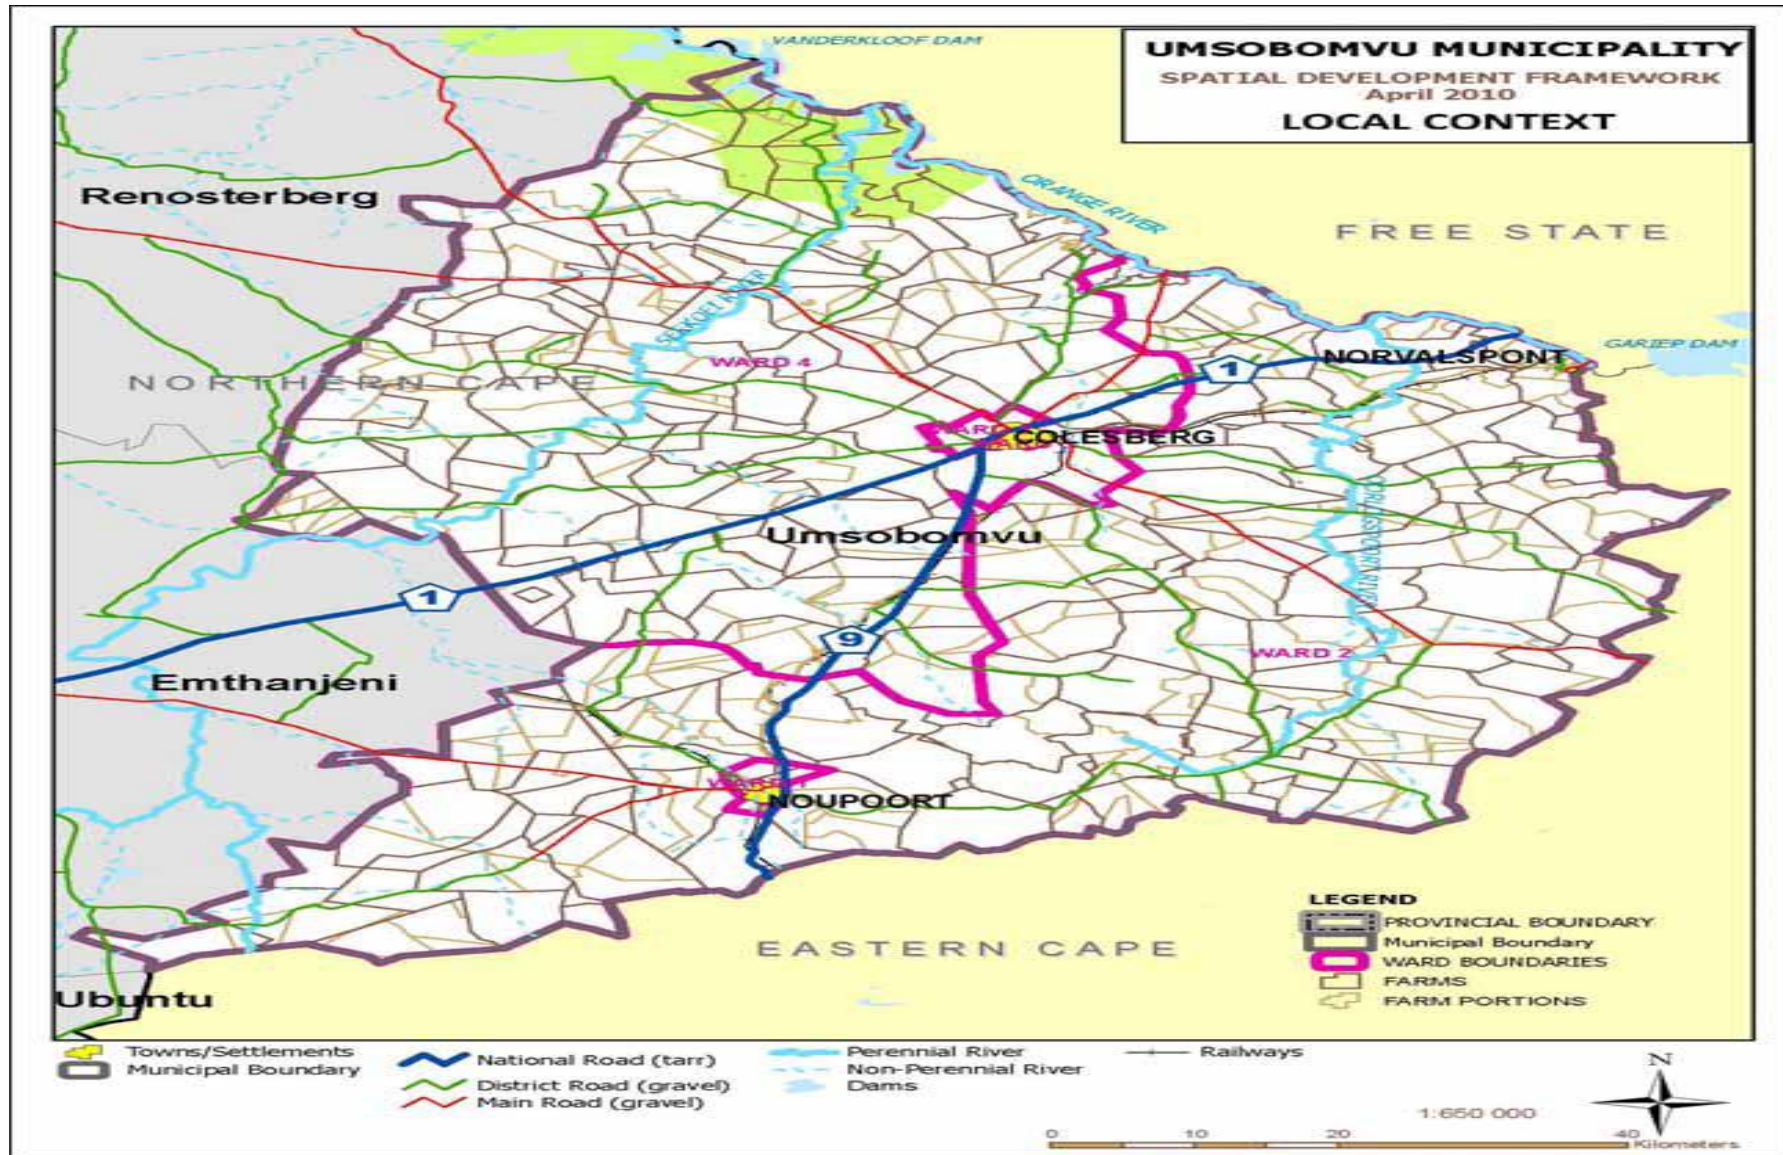 VANDERKLOOF DAM
UMSOBOMVU MUNICIPALITY
SPATIAL DEVELOPMENT FRAMEWORK
April 2010
LOCAL CONTEXT
Renosterberg
ORANGE RIVER
FREE STATE
SEEKOEI RIVER
GARIEP DAM
NORVALSPONT
WARD 4
1
NORTHERN CAPE
WARD
COLESBERG
Umsobomvu
1
9
WARD 2
Emthanjeni
WARD
NOUPOORT
EASTERN CAPE
Ubuntu
LEGEND
PROVINCIAL BOUNDARY
Municipal Boundary
WARD BOUNDARIES
FARMS
FARM PORTIONS
Towns/Settlements
Municipal Boundary
National Road (tarr)
District Road (gravel)
Main Road (gravel)
Perennial River
Non-Perennial River
Dams
Railways
N
1:650 000
0 10 20 40
Kilometers